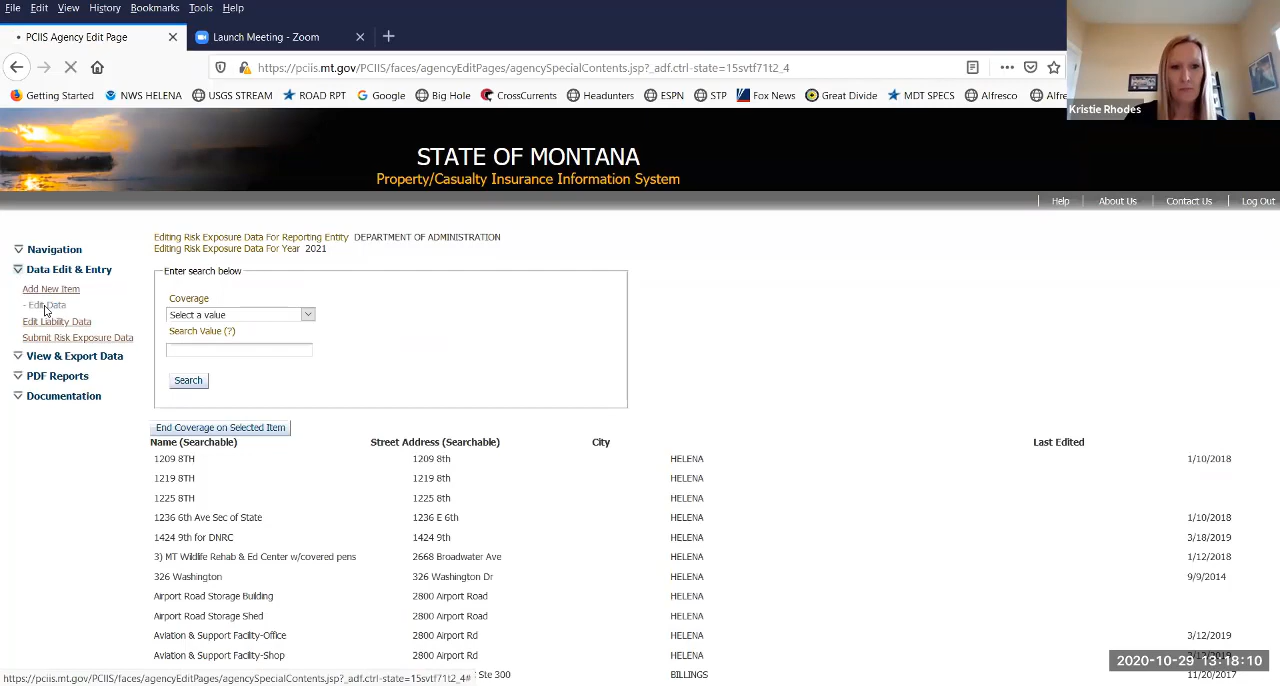 File Edit View History Bookmarks Tools Help
PCIIS Agency Edit Page
Launch Meeting - Zoom
https://pciis.mt.gov/PCIIS/faces/agencyEditPages/agencySpecialContents.jsp?_adf.ctrl-state=15svtf71t2_4
Getting Started NWS HELENA USGS STREAM ROAD RPT Google Big Hole CrossCurrents Headunters ESPN STP Fox News Great Divide MDT SPECS Alfresco Alfre
Kristie Rhodes
STATE OF MONTANA
Property/Casualty Insurance Information System
Help About Us Contact Us Log Out
Editing Risk Exposure Data For Reporting Entity DEPARTMENT OF ADMINISTRATION
Editing Risk Exposure Data For Year 2021
Navigation
Data Edit & Entry
Add New Item
- Edit Data
Edit Liability Data
Submit Risk Exposure Data
View & Export Data
PDF Reports
Documentation
Enter search below
Coverage
Select a value
Search Value (?)
Search
End Coverage on Selected Item
Name (Searchable) Street Address (Searchable) City Last Edited
1209 8TH 1209 8th HELENA 1/10/2018
1219 8TH 1219 8th HELENA
1225 8TH 1225 8th HELENA
1236 6th Ave Sec of State 1236 E 6th HELENA 1/10/2018
1424 9th for DNRC 1424 9th HELENA 3/18/2019
3) MT Wildlife Rehab & Ed Center w/covered pens 2668 Broadwater Ave HELENA 1/12/2018
326 Washington 326 Washington Dr HELENA 9/9/2014
Airport Road Storage Building 2800 Airport Road HELENA
Airport Road Storage Shed 2800 Airport Road HELENA
Aviation & Support Facility-Office 2800 Airport Rd HELENA 3/12/2019
Aviation & Support Facility-Shop 2800 Airport Rd HELENA
Ste 300 BILLINGS 11/20/2017
2020-10-29 13:18:10
https://pciis.mt.gov/PCIIS/faces/agencyEditPages/agencySpecialContents.jsp?_adf.ctrl-state=15svtf71t2_4#